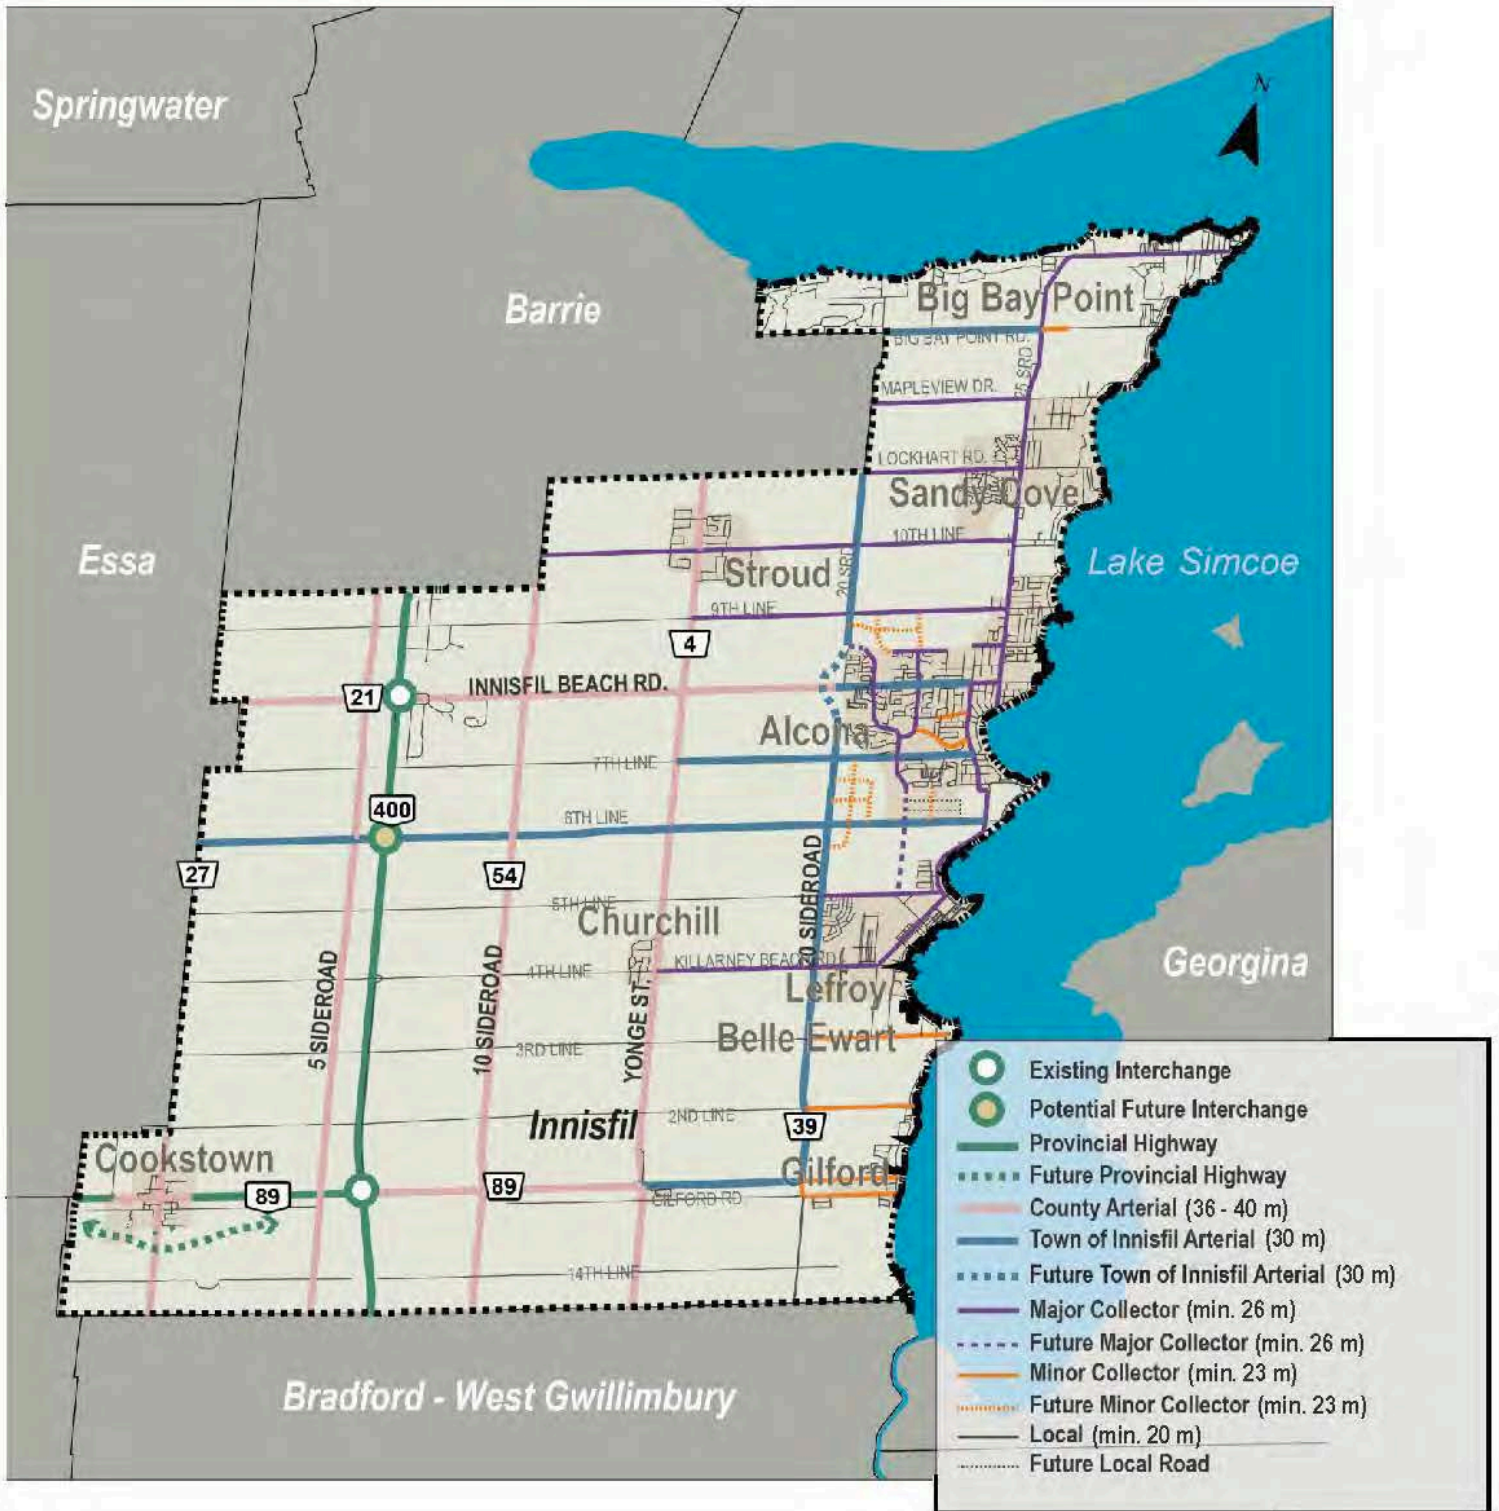 N
Springwater
Big Bay Point
Barrie
BIG BAY POINT RD.
25 SRD.
MAPLEVIEW DR.
LOCKHART RD.
Sandy Cove
10TH LINE
Essa
Lake Simcoe
Stroud
20 SRD
9TH LINE
4
INNISFIL BEACH RD.
21
Alcona
7TH LINE
400
6TH LINE
27
54
20 SIDEROAD
5TH LINE
Churchill
5 SIDEROAD
10 SIDEROAD
YONGE ST.
4TH LINE
KILLARNEY BEACH RD.
Georgina
Lefroy
Belle Ewart
3RD LINE
Innisfil
2ND LINE
39
Cookstown
Gilford
89
89
GILFORD RD
14TH LINE
Bradford - West Gwillimbury
Existing Interchange
Potential Future Interchange
Provincial Highway
Future Provincial Highway
County Arterial (36 - 40 m)
Town of Innisfil Arterial (30 m)
Future Town of Innisfil Arterial (30 m)
Major Collector (min. 26 m)
Future Major Collector (min. 26 m)
Minor Collector (min. 23 m)
Future Minor Collector (min. 23 m)
Local (min. 20 m)
Future Local Road